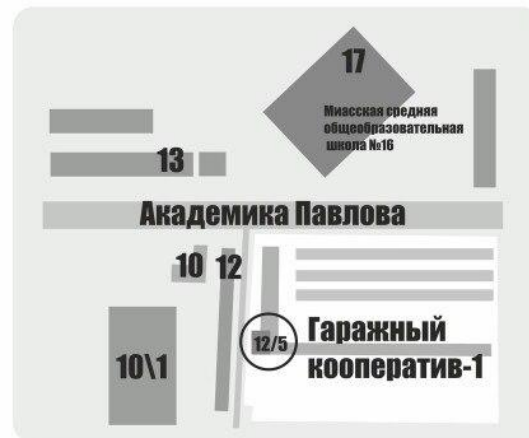 17
Миасская средняя
общеобразовательная
школа №16
13
Академика Павлова
10 12
12/5
Гаражный
кооператив-1
10\1